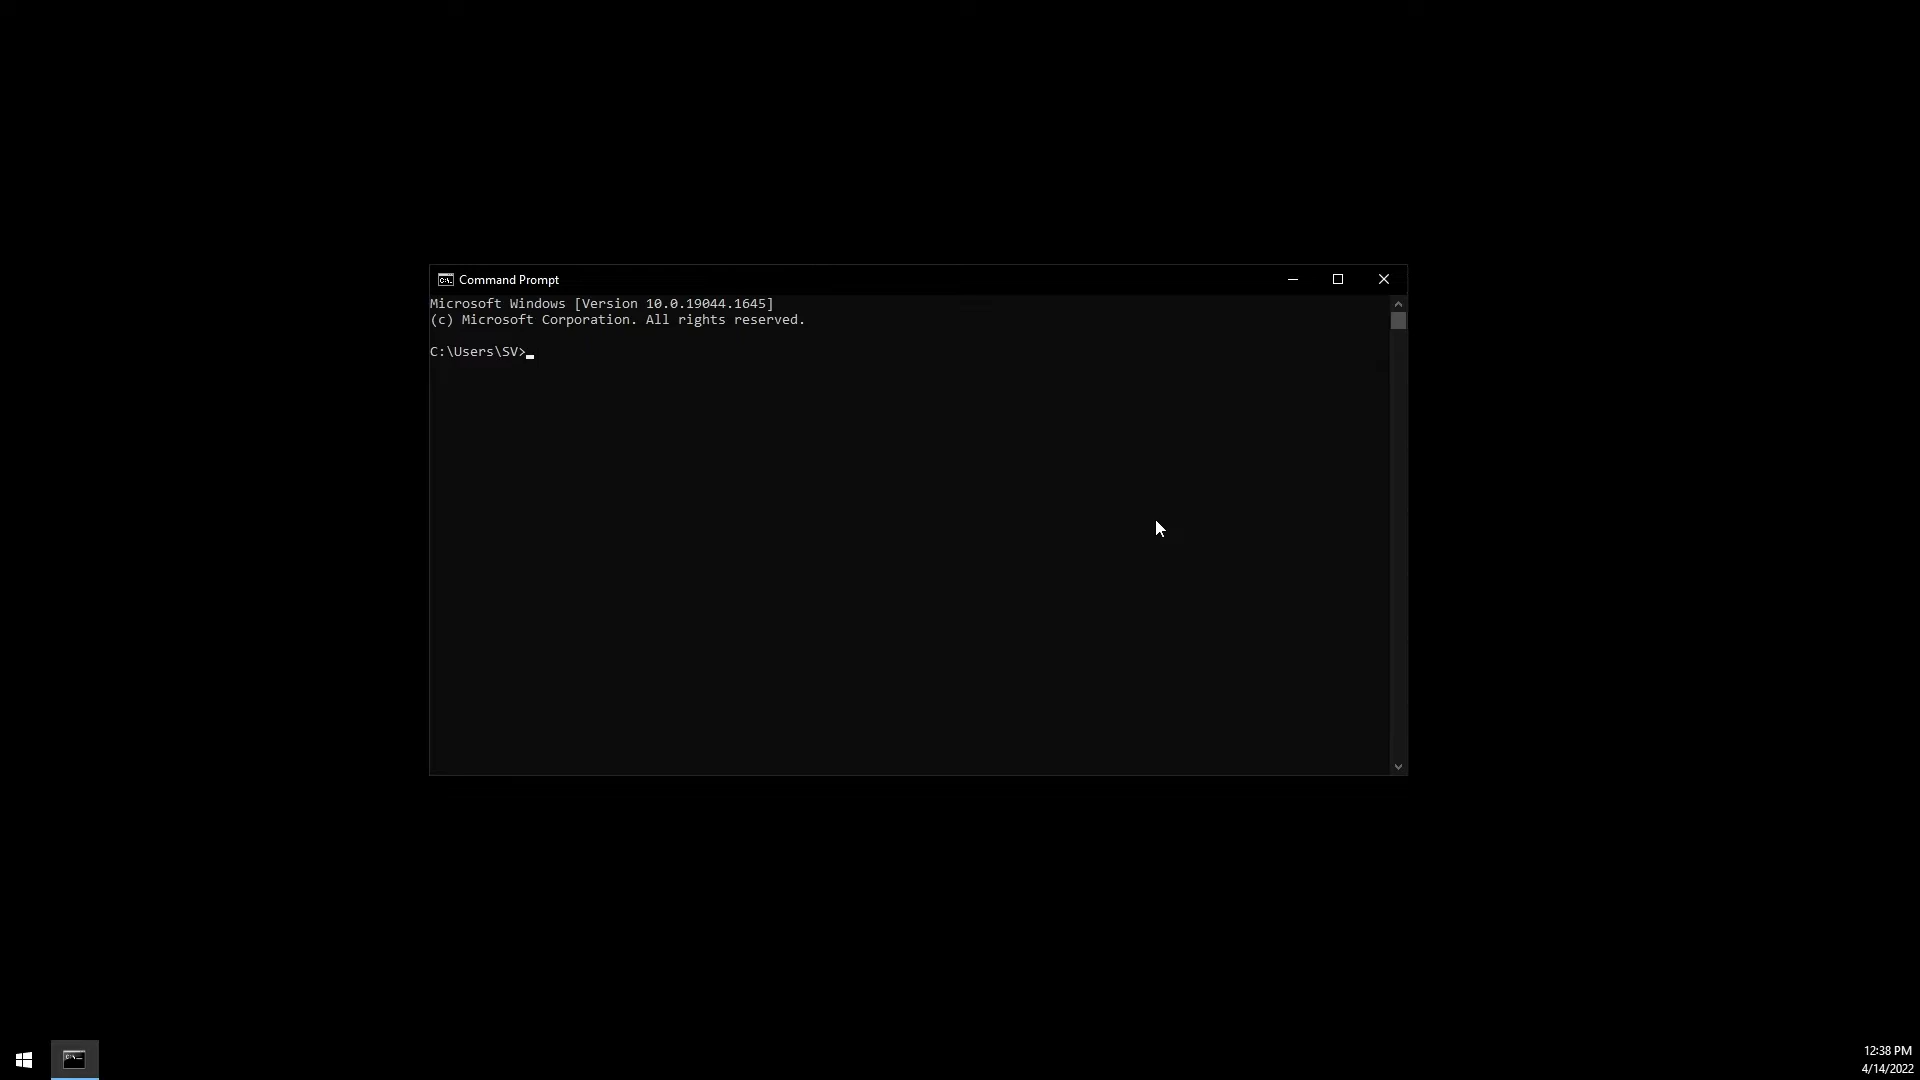 Command Prompt
Microsoft Windows [Version 10.0.19044.1645]
(c) Microsoft Corporation. All rights reserved.
C:\Users\SV>
12:38 PM
4/14/2022